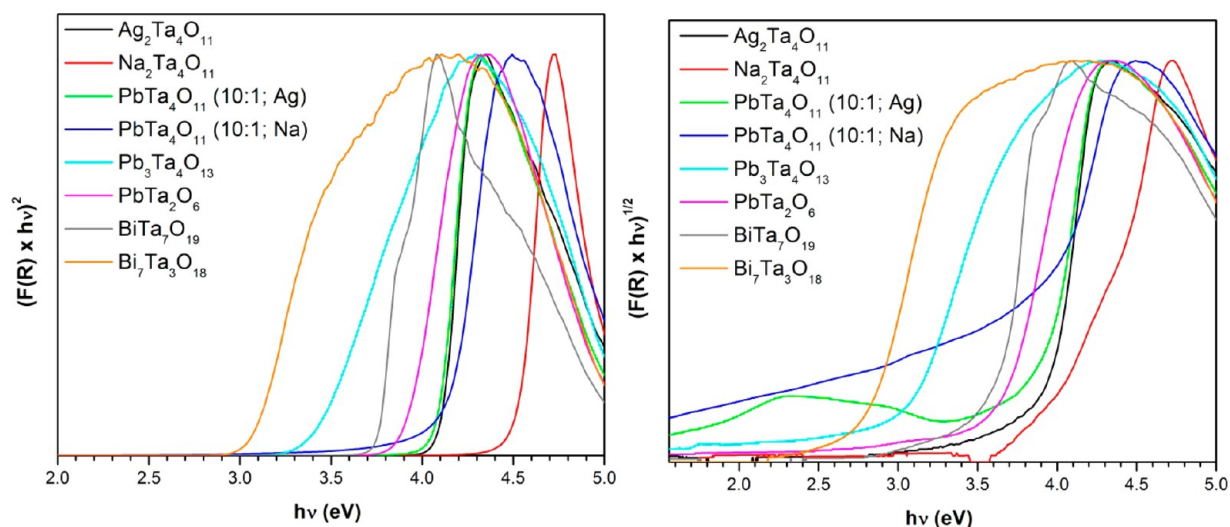 (F(R) x hν)²
Ag₂Ta₄O₁₁
Na₂Ta₄O₁₁
PbTa₄O₁₁ (10:1; Ag)
PbTa₄O₁₁ (10:1; Na)
Pb₃Ta₄O₁₃
PbTa₂O₆
BiTa₇O₁₉
Bi₇Ta₃O₁₈
2.0 2.5 3.0 3.5 4.0 4.5 5.0
hν (eV)
(F(R) x hν)¹/²
Ag₂Ta₄O₁₁
Na₂Ta₄O₁₁
PbTa₄O₁₁ (10:1; Ag)
PbTa₄O₁₁ (10:1; Na)
Pb₃Ta₄O₁₃
PbTa₂O₆
BiTa₇O₁₉
Bi₇Ta₃O₁₈
2.0 2.5 3.0 3.5 4.0 4.5 5.0
hν (eV)